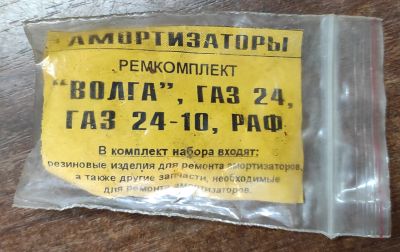 АМОРТИЗАТОРЫ
РЕМКОМПЛЕКТ
"ВОЛГА", ГАЗ 24,
ГАЗ 24-10, РАФ
В комплект набора входят:
резиновые изделия для ремонта амортизаторов,
а также другие запчасти, необходимые
для ремонта амортизаторов.